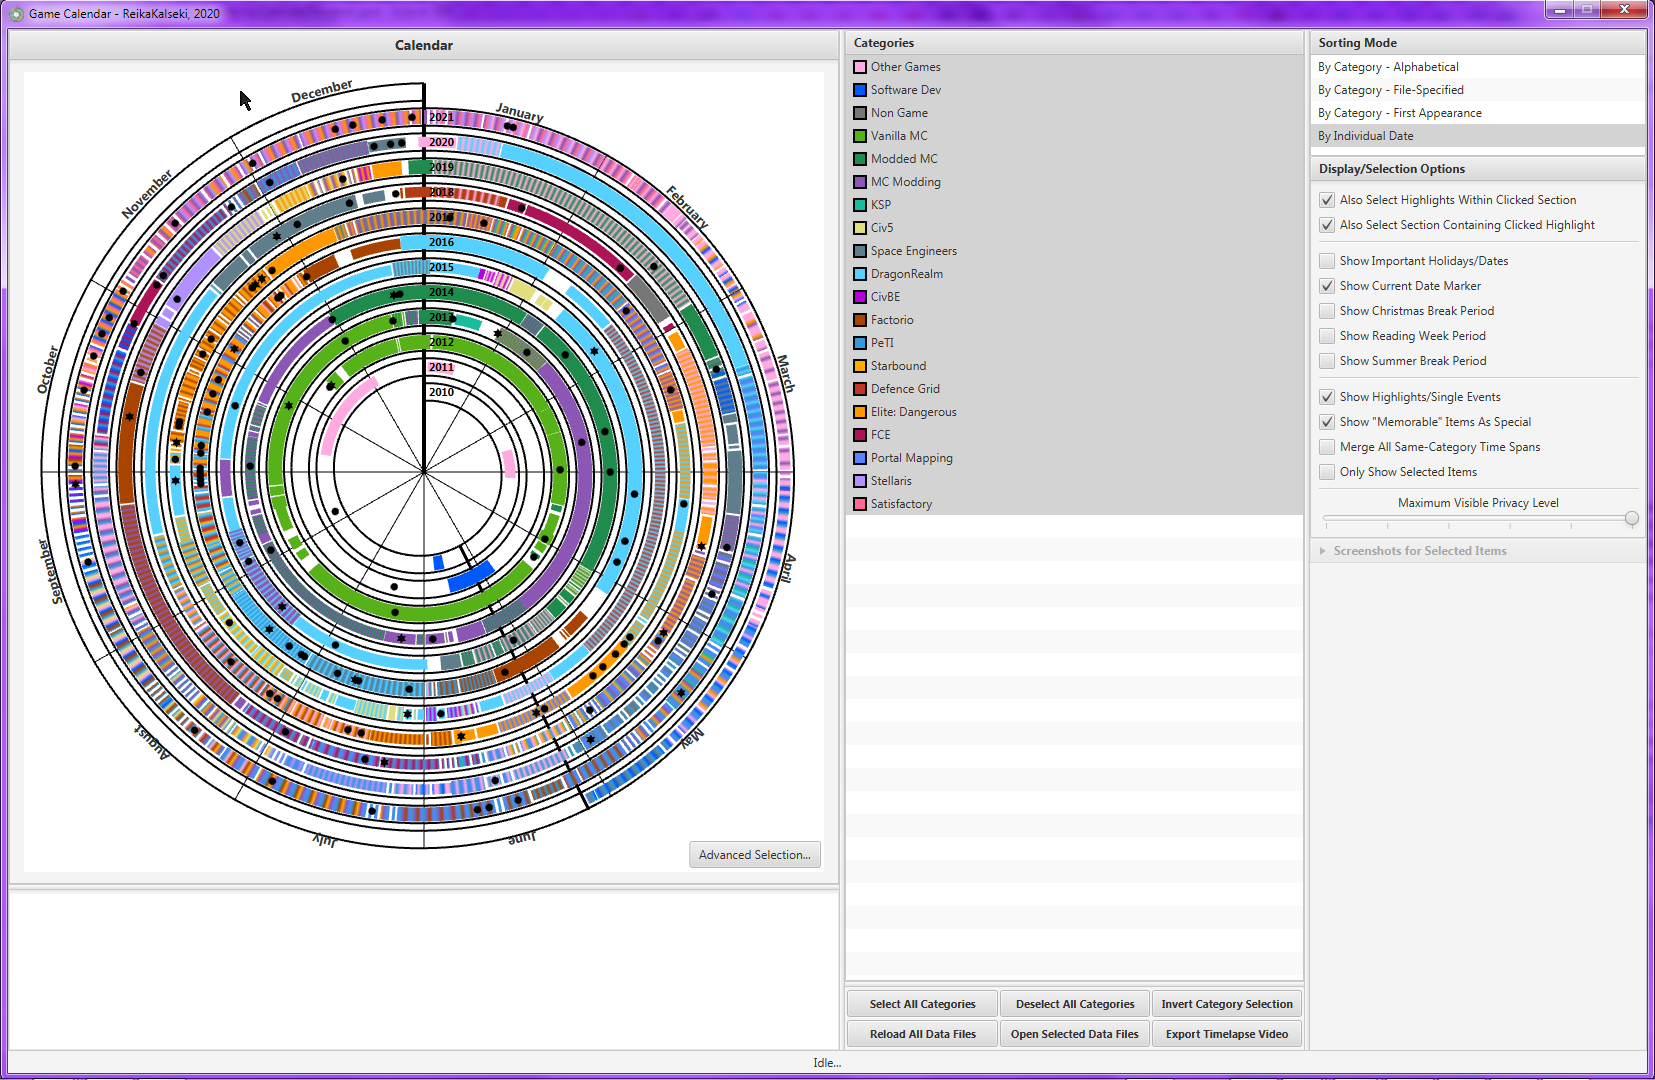 Game Calendar - ReikaKalseki, 2020
Calendar
December
January
November
February
October
March
September
April
August
May
July
June
2021
2020
2019
2018
2017
2016
2015
2014
2013
2012
2011
2010
Advanced Selection...
Categories
Other Games
Software Dev
Non Game
Vanilla MC
Modded MC
MC Modding
KSP
Civ5
Space Engineers
DragonRealm
CivBE
Factorio
PeTI
Starbound
Defence Grid
Elite: Dangerous
FCE
Portal Mapping
Stellaris
Satisfactory
Select All Categories
Deselect All Categories
Invert Category Selection
Reload All Data Files
Open Selected Data Files
Export Timelapse Video
Sorting Mode
By Category - Alphabetical
By Category - File-Specified
By Category - First Appearance
By Individual Date
Display/Selection Options
Also Select Highlights Within Clicked Section
Also Select Section Containing Clicked Highlight
Show Important Holidays/Dates
Show Current Date Marker
Show Christmas Break Period
Show Reading Week Period
Show Summer Break Period
Show Highlights/Single Events
Show "Memorable" Items As Special
Merge All Same-Category Time Spans
Only Show Selected Items
Maximum Visible Privacy Level
Screenshots for Selected Items
Idle...